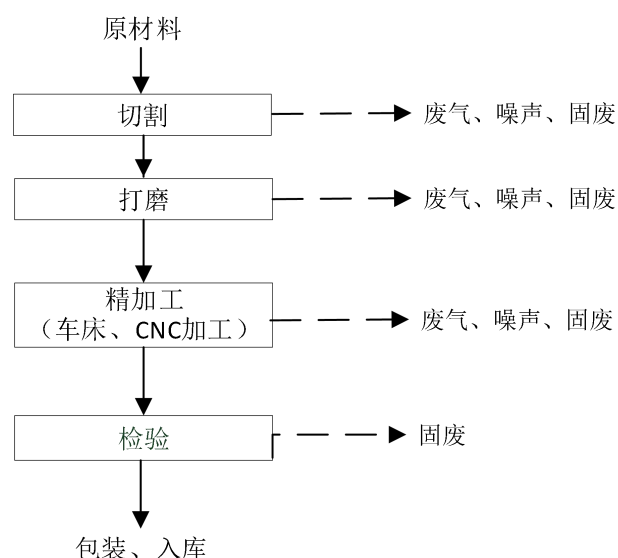 原材料
切割
废气、噪声、固废
打磨
废气、噪声、固废
精加工
（车床、CNC加工）
废气、噪声、固废
检验
固废
包装、入库